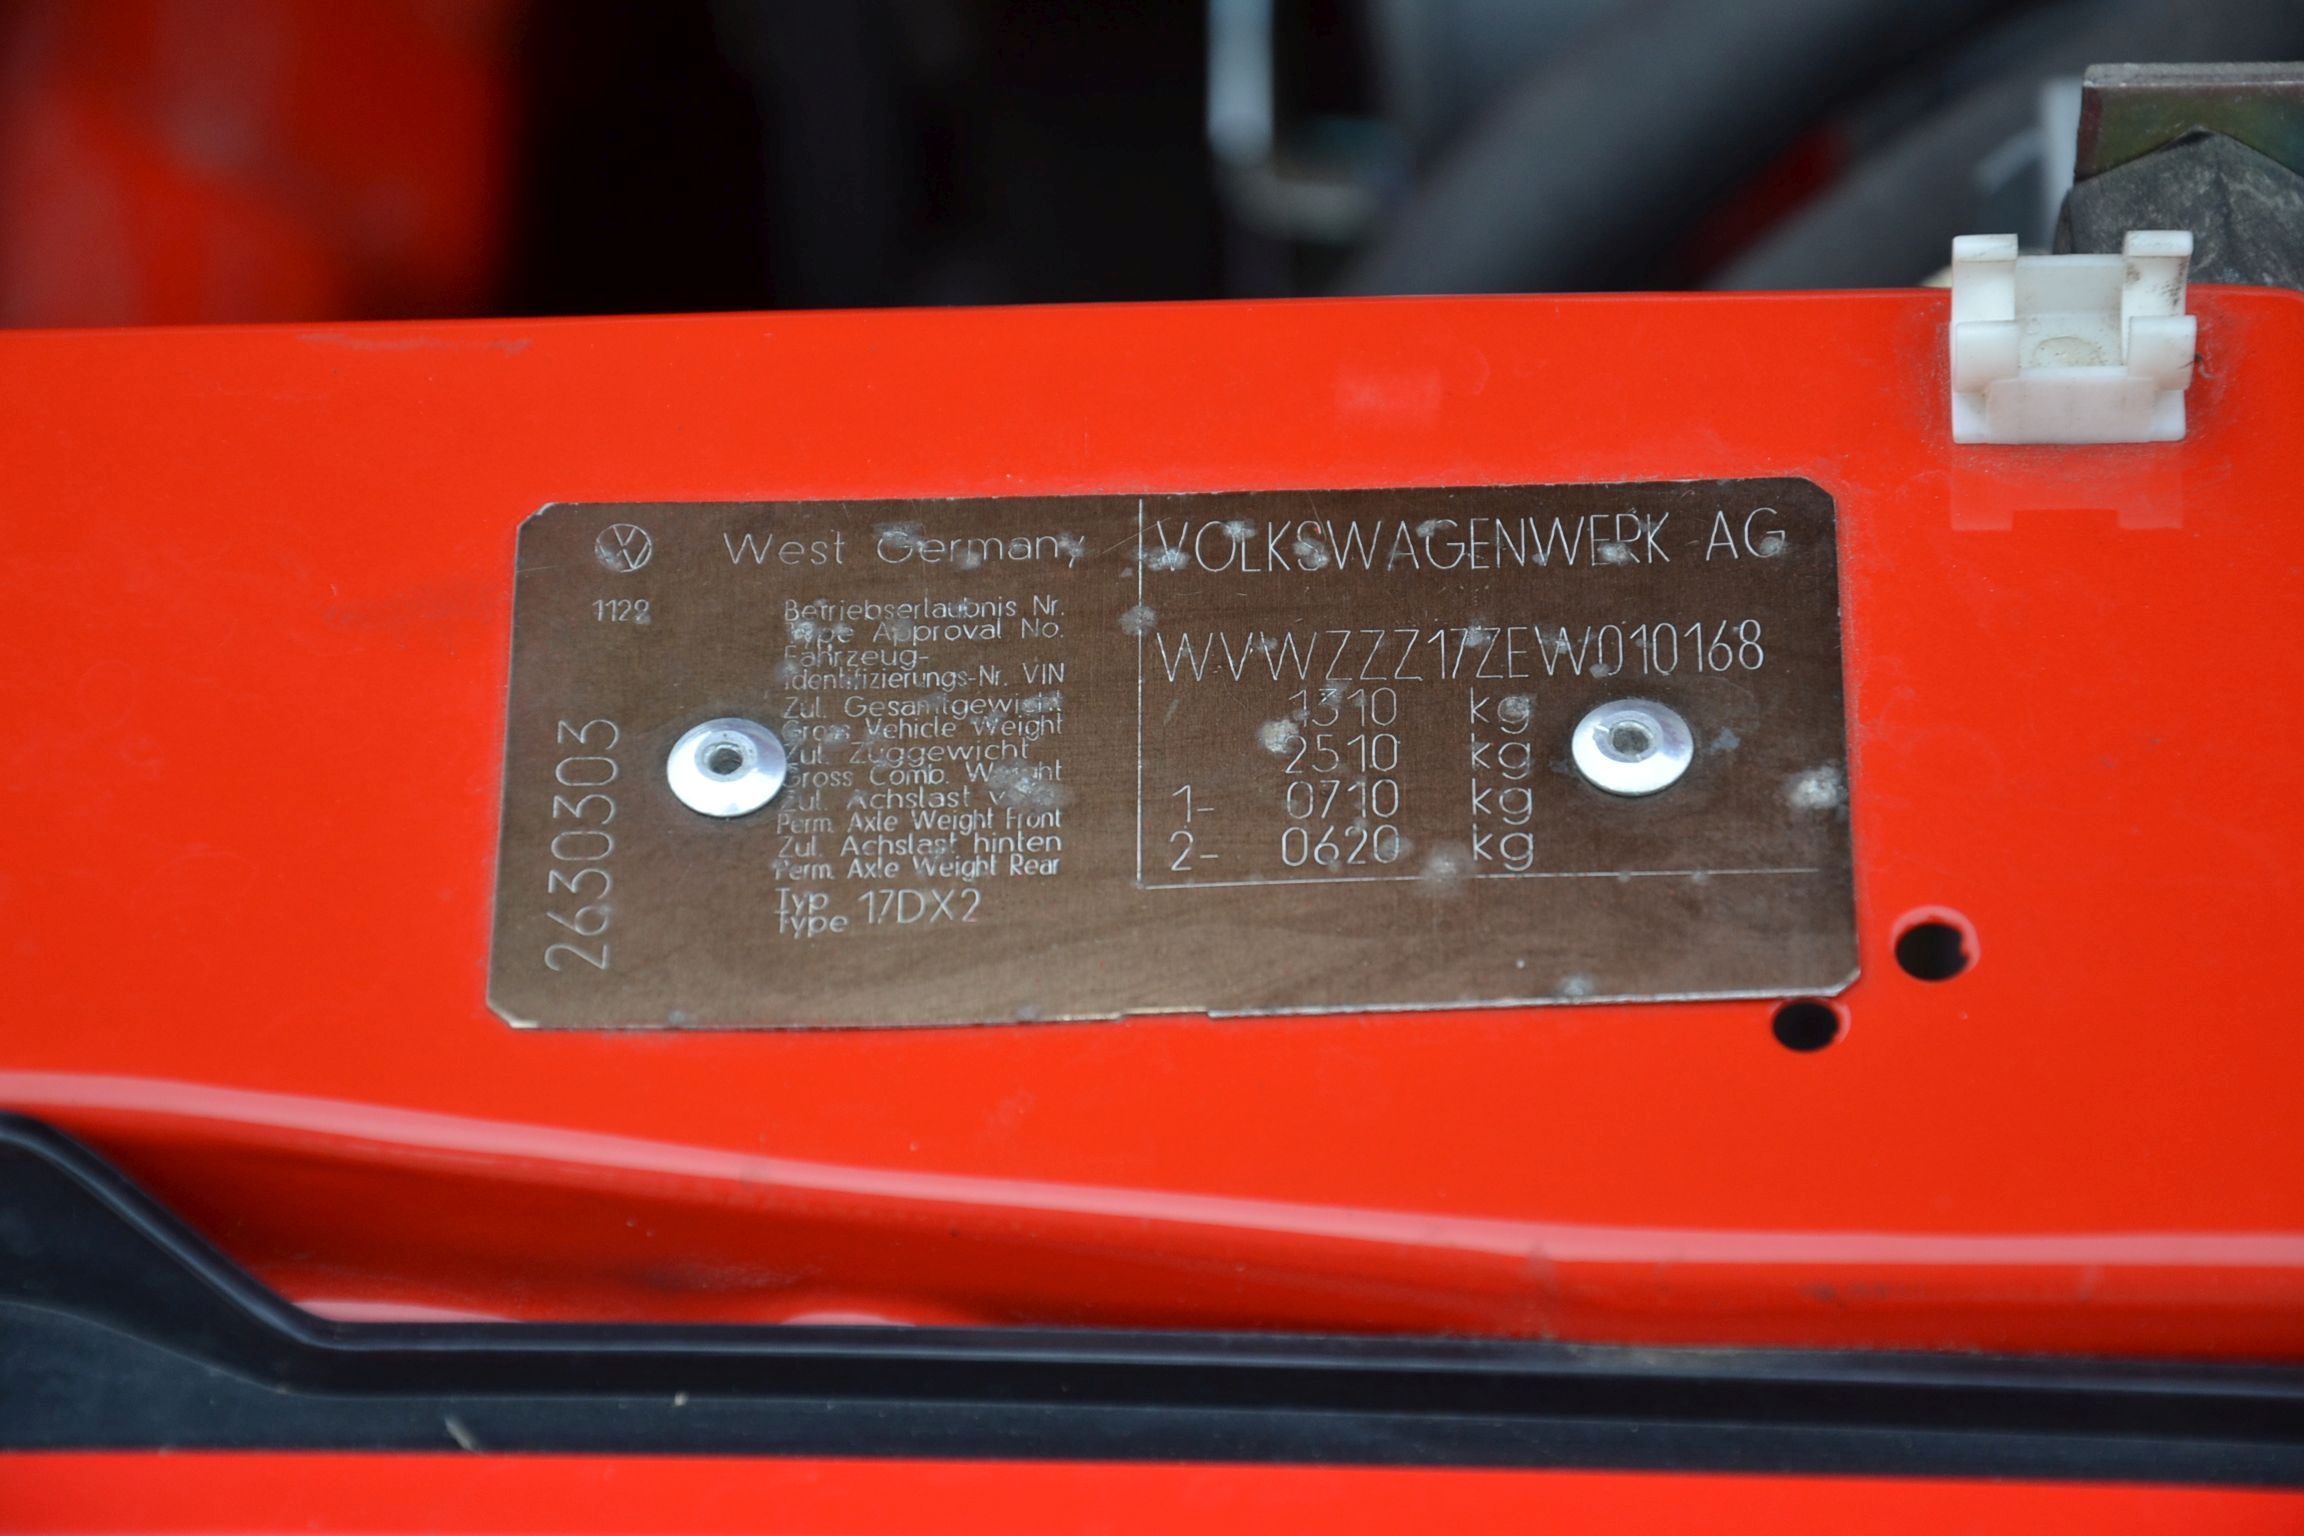 West Germany
VOLKSWAGENWERK AG
1129
Betriebserlaubnis Nr.
Type Approval No.
Fahrzeug-
Identifizierungs-Nr. VIN
WVWZZZ17ZEW010168
Zul. Gesamtgewicht
Gross Vehicle Weight
1310 kg
Zul. Zuggewicht
Gross Comb. Weight
2510 kg
Zul. Achslast
Perm. Axle Weight Front
1- 0710 kg
Zul. Achslast hinten
Perm. Axle Weight Rear
2- 0620 kg
Typ
Type 17DX2
2630303